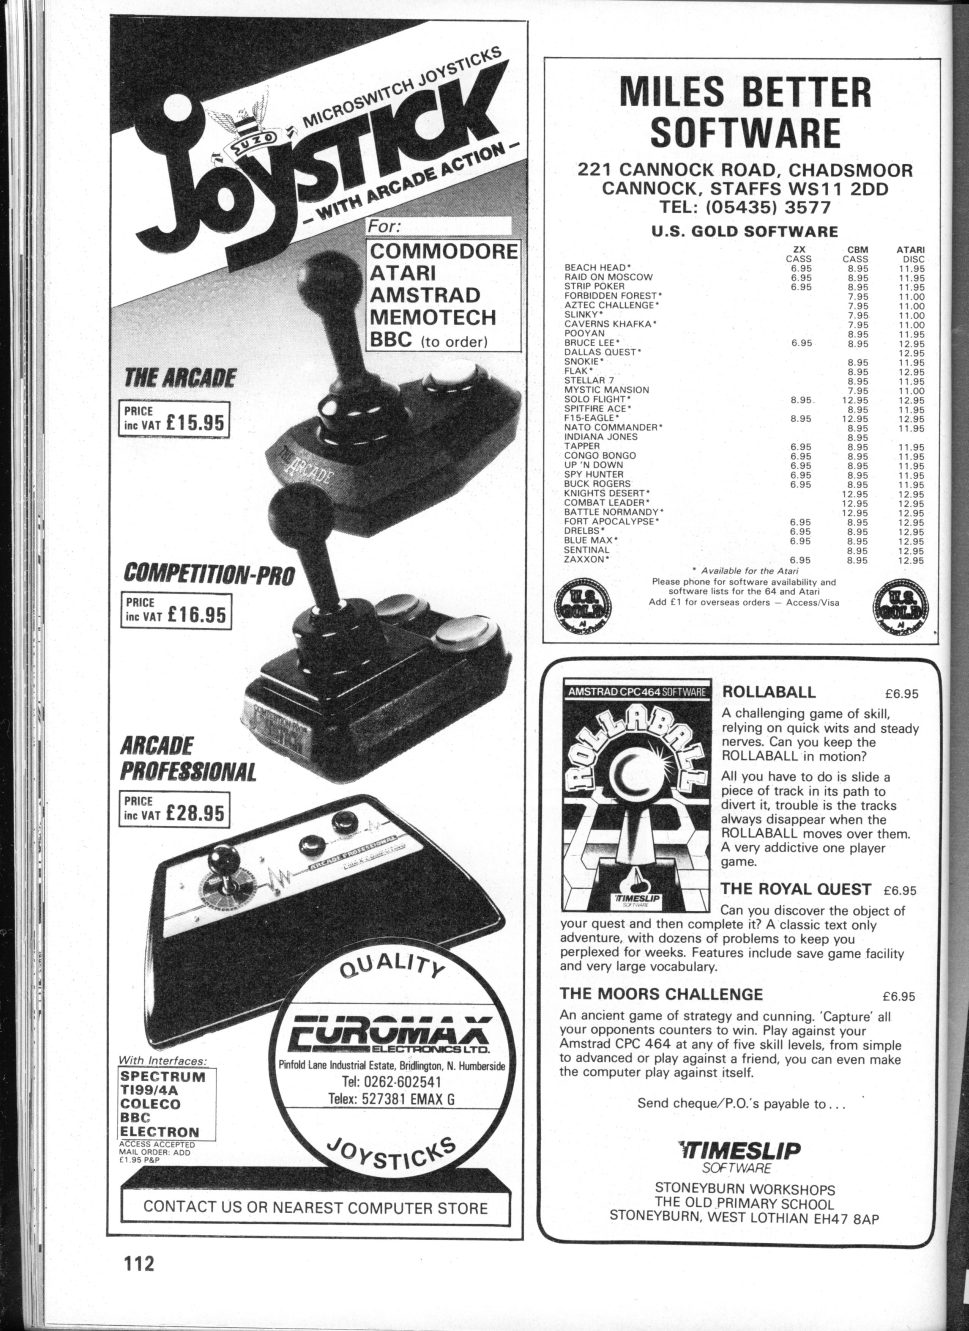 MICROSWITCH JOYSTICKS
SUZO
JOYSTICK
– WITH ARCADE ACTION –
For:
COMMODORE
ATARI
AMSTRAD
MEMOTECH
BBC (to order)
THE ARCADE
PRICE
inc VAT £15.95
THE ARCADE
COMPETITION-PRO
PRICE
inc VAT £16.95
ARCADE
PROFESSIONAL
PRICE
inc VAT £28.95
ARCADE PROFESSIONAL
QUALITY
EUROMAX
ELECTRONICS LTD.
Pinfold Lane Industrial Estate, Bridlington, N. Humberside
Tel: 0262-602541
Telex: 527381 EMAX G
JOYSTICKS
With Interfaces:
SPECTRUM
TI99/4A
COLECO
BBC
ELECTRON
ACCESS ACCEPTED
MAIL ORDER: ADD
£1.95 P&P
CONTACT US OR NEAREST COMPUTER STORE
112
MILES BETTER
SOFTWARE
221 CANNOCK ROAD, CHADSMOOR
CANNOCK, STAFFS WS11 2DD
TEL: (05435) 3577
U.S. GOLD SOFTWARE
ZX CBM ATARI
CASS CASS DISC
BEACH HEAD* 6.95 8.95 11.95
RAID ON MOSCOW 6.95 8.95 11.95
STRIP POKER 6.95 8.95 11.95
FORBIDDEN FOREST* 7.95 11.00
AZTEC CHALLENGE* 7.95 11.00
SLINKY* 7.95 11.00
CAVERNS KHAFKA* 7.95 11.00
POOYAN 8.95 11.95
BRUCE LEE* 6.95 8.95 12.95
DALLAS QUEST* 12.95
SNOKIE* 8.95 11.95
FLAK* 8.95 12.95
STELLAR 7 8.95 11.95
MYSTIC MANSION 7.95 11.00
SOLO FLIGHT* 8.95. 12.95 12.95
SPITFIRE ACE* 8.95 11.95
F15-EAGLE* 8.95 12.95 12.95
NATO COMMANDER* 8.95 11.95
INDIANA JONES 8.95
TAPPER 6.95 8.95 11.95
CONGO BONGO 6.95 8.95 11.95
UP 'N DOWN 6.95 8.95 11.95
SPY HUNTER 6.95 8.95 11.95
BUCK ROGERS 6.95 8.95 11.95
KNIGHTS DESERT* 12.95 12.95
COMBAT LEADER* 12.95 12.95
BATTLE NORMANDY* 12.95 12.95
FORT APOCALYPSE* 6.95 8.95 12.95
DRELBS* 6.95 8.95 12.95
BLUE MAX* 6.95 8.95 12.95
SENTINAL 8.95 12.95
ZAXXON* 6.95 8.95 12.95
* Available for the Atari
Please phone for software availability and
software lists for the 64 and Atari
Add £1 for overseas orders — Access/Visa
U.S.
GOLD
All American Software
U.S.
GOLD
All American Software
AMSTRAD CPC464 SOFTWARE
ROLLABALL
TIMESLIP
SOFTWARE
ROLLABALL £6.95
A challenging game of skill,
relying on quick wits and steady
nerves. Can you keep the
ROLLABALL in motion?
All you have to do is slide a
piece of track in its path to
divert it, trouble is the tracks
always disappear when the
ROLLABALL moves over them.
A very addictive one player
game.
THE ROYAL QUEST £6.95
Can you discover the object of
your quest and then complete it? A classic text only
adventure, with dozens of problems to keep you
perplexed for weeks. Features include save game facility
and very large vocabulary.
THE MOORS CHALLENGE £6.95
An ancient game of strategy and cunning. 'Capture' all
your opponents counters to win. Play against your
Amstrad CPC 464 at any of five skill levels, from simple
to advanced or play against a friend, you can even make
the computer play against itself.
Send cheque/P.O.'s payable to . . .
TIMESLIP
SOFTWARE
STONEYBURN WORKSHOPS
THE OLD PRIMARY SCHOOL
STONEYBURN, WEST LOTHIAN EH47 8AP